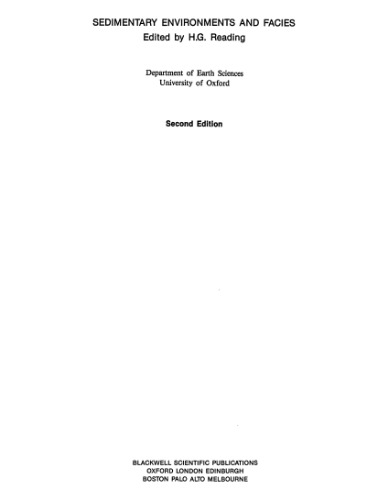 SEDIMENTARY ENVIRONMENTS AND FACIES
Edited by H.G. Reading
Department of Earth Sciences
University of Oxford
Second Edition
BLACKWELL SCIENTIFIC PUBLICATIONS
OXFORD LONDON EDINBURGH
BOSTON PALO ALTO MELBOURNE